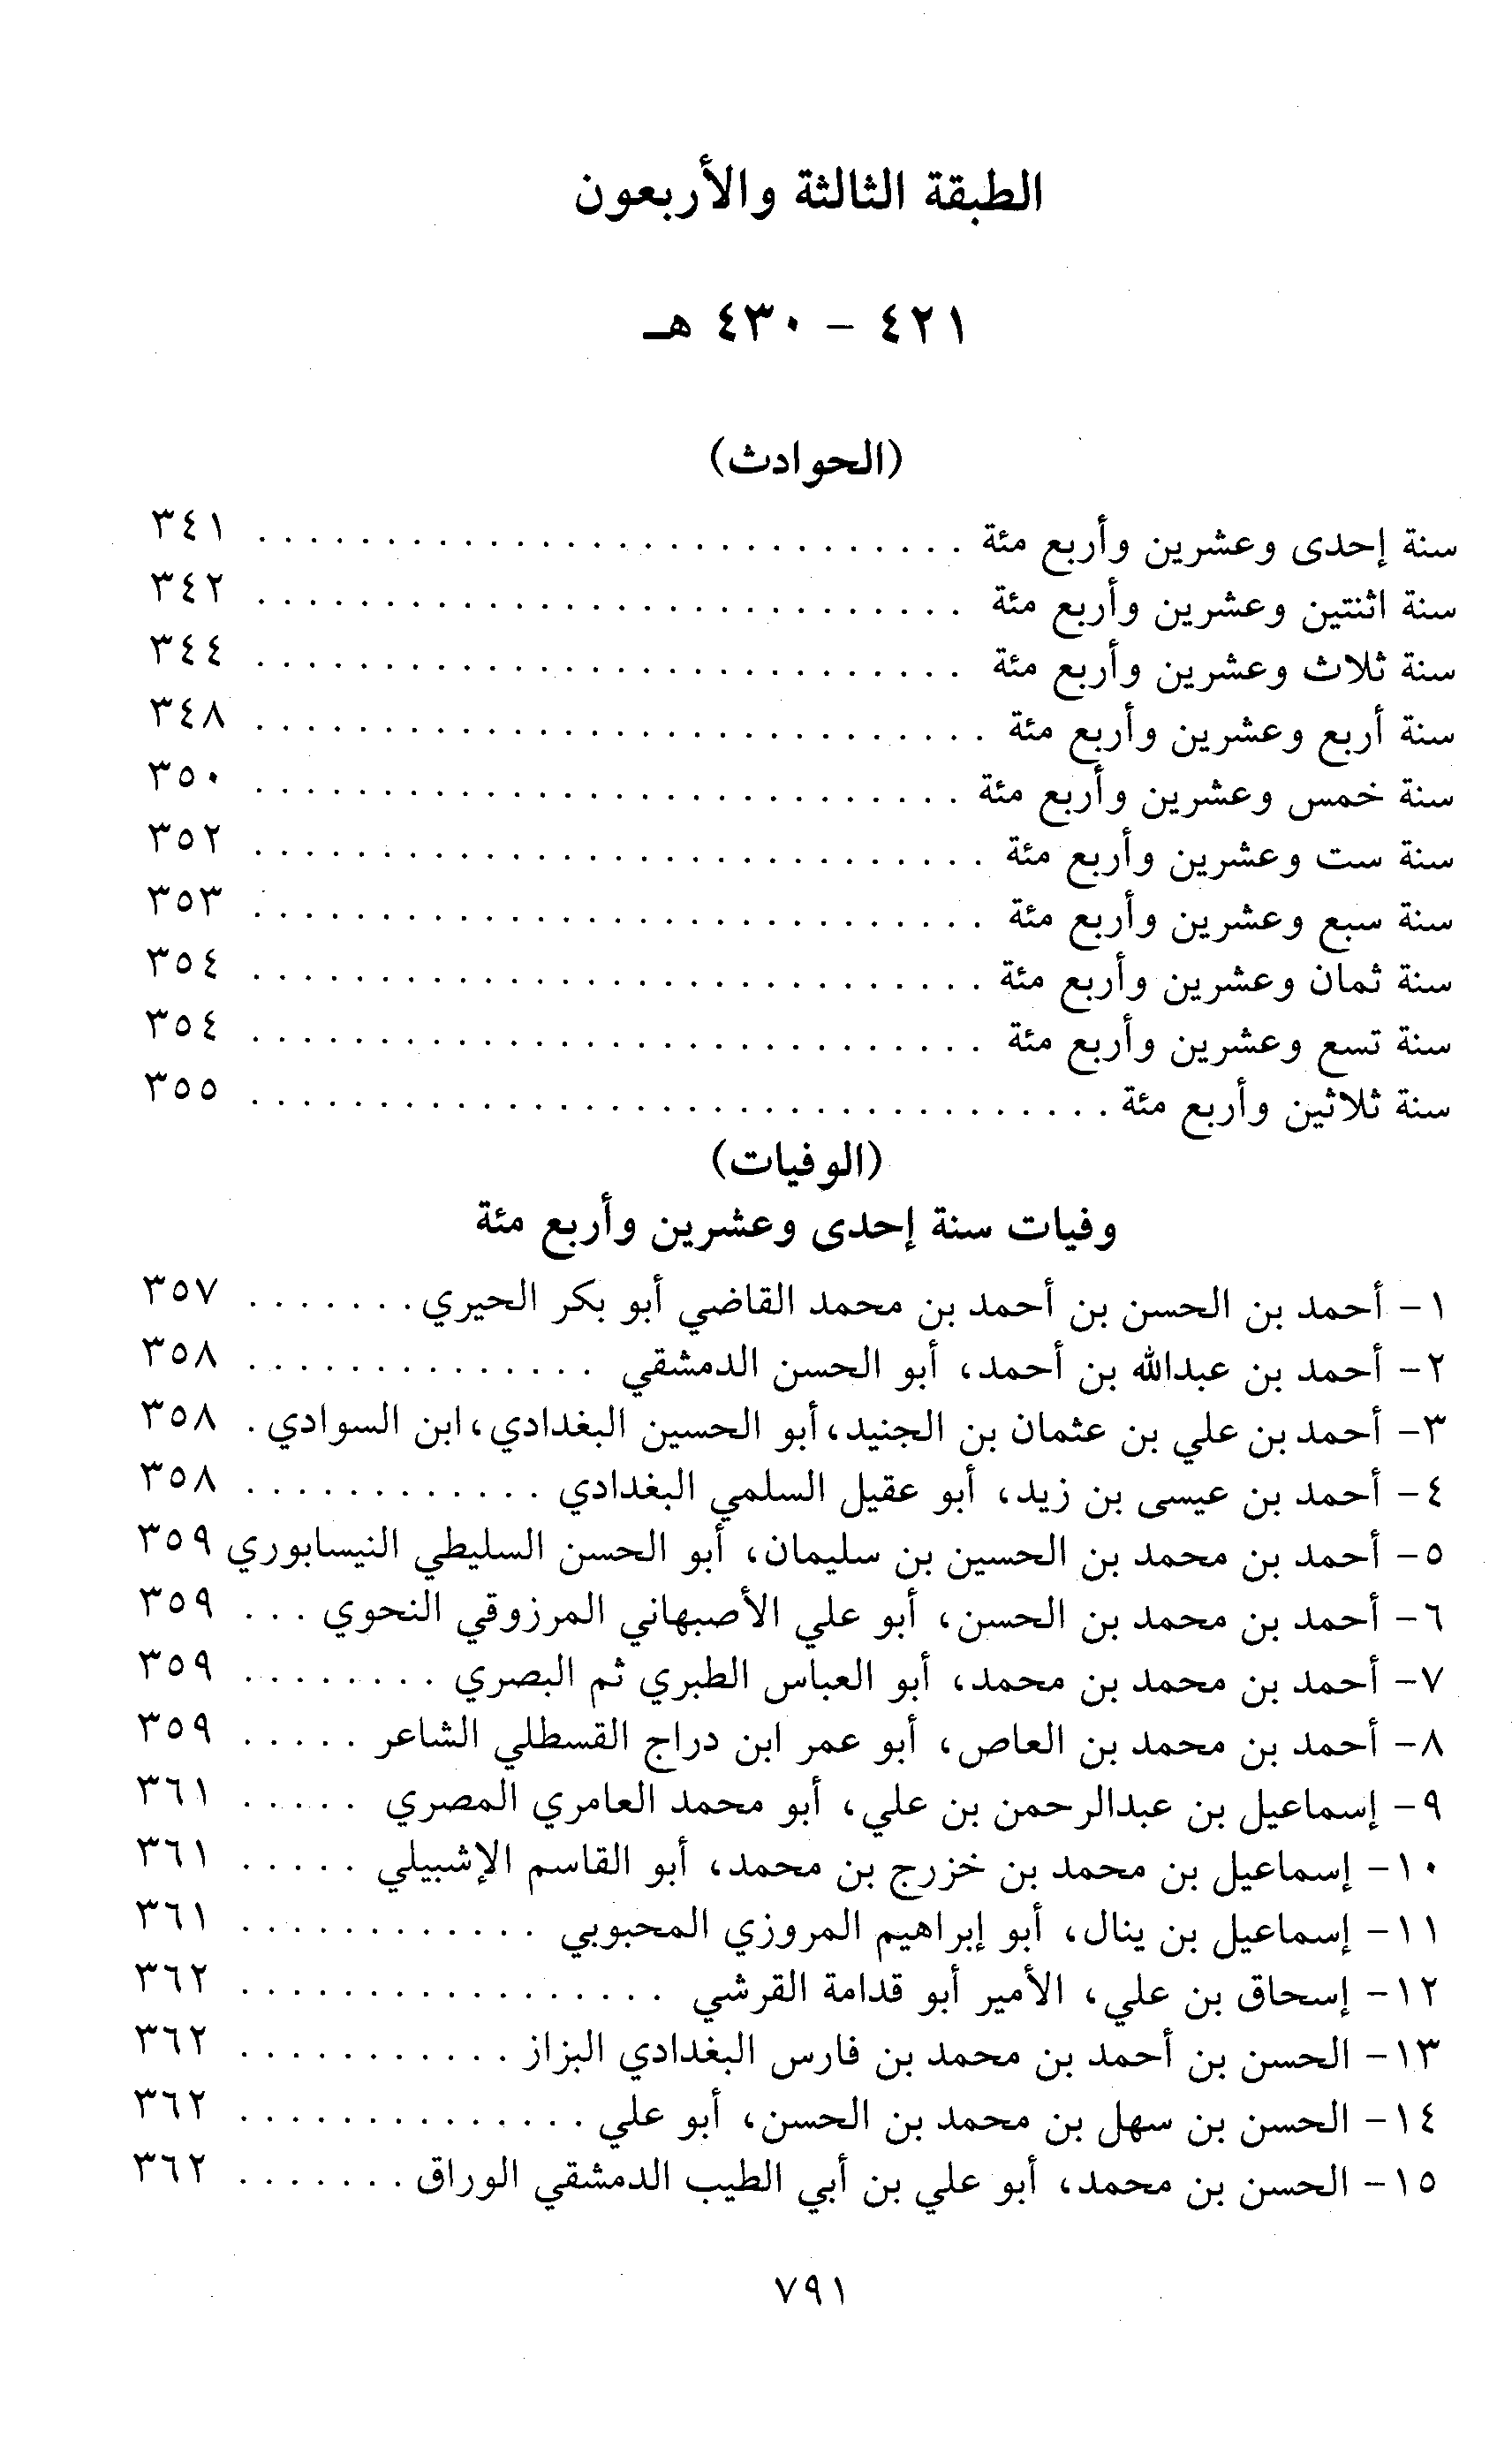 الطبقة الثالثة والأربعون
٤٢١ - ٤٣٠ هـ
(الحوادث)
سنة إحدى وعشرين وأربع مئة . . . . . . . . . . . . . . . . . . . . . . . . . . . . ٣٤١
سنة اثنتين وعشرين وأربع مئة . . . . . . . . . . . . . . . . . . . . . . . . . . . . ٣٤٢
سنة ثلاث وعشرين وأربع مئة . . . . . . . . . . . . . . . . . . . . . . . . . . . . ٣٤٤
سنة أربع وعشرين وأربع مئة . . . . . . . . . . . . . . . . . . . . . . . . . . . . . ٣٤٨
سنة خمس وعشرين وأربع مئة . . . . . . . . . . . . . . . . . . . . . . . . . . . . ٣٥٠
سنة ست وعشرين وأربع مئة . . . . . . . . . . . . . . . . . . . . . . . . . . . . . ٣٥٢
سنة سبع وعشرين وأربع مئة . . . . . . . . . . . . . . . . . . . . . . . . . . . . . ٣٥٣
سنة ثمان وعشرين وأربع مئة . . . . . . . . . . . . . . . . . . . . . . . . . . . . . ٣٥٤
سنة تسع وعشرين وأربع مئة . . . . . . . . . . . . . . . . . . . . . . . . . . . . . ٣٥٤
سنة ثلاثين وأربع مئة . . . . . . . . . . . . . . . . . . . . . . . . . . . . . . . . . . ٣٥٥
(الوفيات)
وفيات سنة إحدى وعشرين وأربع مئة
١- أحمد بن الحسن بن أحمد بن محمد القاضي أبو بكر الحيري . . . . . . . ٣٥٧
٢- أحمد بن عبدالله بن أحمد، أبو الحسن الدمشقي . . . . . . . . . . . . . . ٣٥٨
٣- أحمد بن علي بن عثمان بن الجنيد، أبو الحسين البغدادي، ابن السوادي . ٣٥٨
٤- أحمد بن عيسى بن زيد، أبو عقيل السلمي البغدادي . . . . . . . . . . . . ٣٥٨
٥- أحمد بن محمد بن الحسين بن سليمان، أبو الحسن السليطي النيسابوري ٣٥٩
٦- أحمد بن محمد بن الحسن، أبو علي الأصبهاني المرزوقي النحوي . . . ٣٥٩
٧- أحمد بن محمد بن محمد، أبو العباس الطبري ثم البصري . . . . . . . . ٣٥٩
٨- أحمد بن محمد بن العاص، أبو عمر ابن دراج القسطلي الشاعر . . . . . ٣٥٩
٩- إسماعيل بن عبدالرحمن بن علي، أبو محمد العامري المصري . . . . . ٣٦١
١٠- إسماعيل بن محمد بن خزرج بن محمد، أبو القاسم الإشبيلي . . . . . ٣٦١
١١- إسماعيل بن ينال، أبو إبراهيم المروزي المحبوبي . . . . . . . . . . . . ٣٦١
١٢- إسحاق بن علي، الأمير أبو قدامة القرشي . . . . . . . . . . . . . . . . . ٣٦٢
١٣- الحسن بن أحمد بن محمد بن فارس البغدادي البزاز . . . . . . . . . . . ٣٦٢
١٤- الحسن بن سهل بن محمد بن الحسن، أبو علي . . . . . . . . . . . . . . ٣٦٢
١٥- الحسن بن محمد، أبو علي بن أبي الطيب الدمشقي الوراق . . . . . . . ٣٦٢
٧٩١